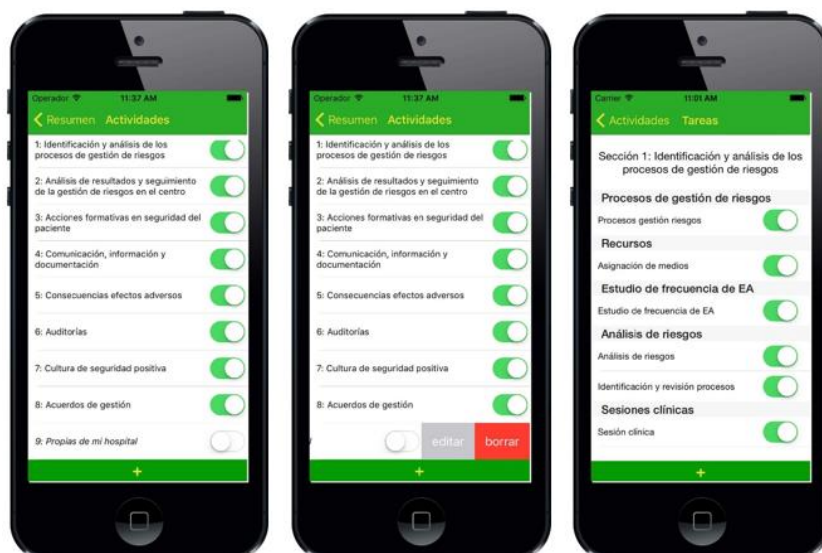 Operador 11:37 AM
Resumen Actividades
1: Identificación y análisis de los
procesos de gestión de riesgos
2: Análisis de resultados y seguimiento
de la gestión de riesgos en el centro
3: Acciones formativas en seguridad del
paciente
4: Comunicación, información y
documentación
5: Consecuencias efectos adversos
6: Auditorías
7: Cultura de seguridad positiva
8: Acuerdos de gestión
9: Propias de mi hospital
+
Operador 11:37 AM
Resumen Actividades
1: Identificación y análisis de los
procesos de gestión de riesgos
2: Análisis de resultados y seguimiento
de la gestión de riesgos en el centro
3: Acciones formativas en seguridad del
paciente
4: Comunicación, información y
documentación
5: Consecuencias efectos adversos
6: Auditorías
7: Cultura de seguridad positiva
8: Acuerdos de gestión
l editar borrar
+
Carrier 11:01 AM
Actividades Tareas
Sección 1: Identificación y análisis de los
procesos de gestión de riesgos
Procesos de gestión de riesgos
Procesos gestión riesgos
Recursos
Asignación de medios
Estudio de frecuencia de EA
Estudio de frecuencia de EA
Análisis de riesgos
Análisis de riesgos
Identificación y revisión procesos
Sesiones clínicas
Sesión clínica
+